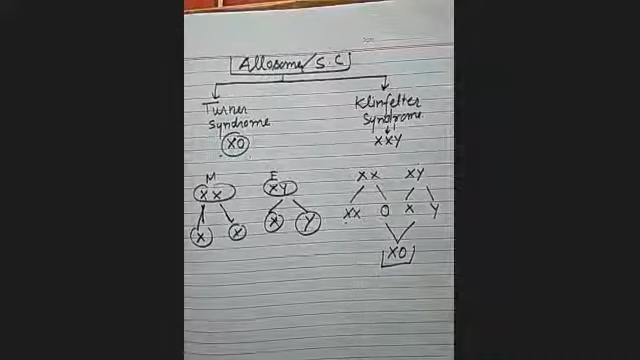 Allosome/S.C
Turner
Syndrome
XO
Klinfelter
Syndrome
XXY
M
XX
X X
F
XY
X Y
XX XY
XX O X Y
XO